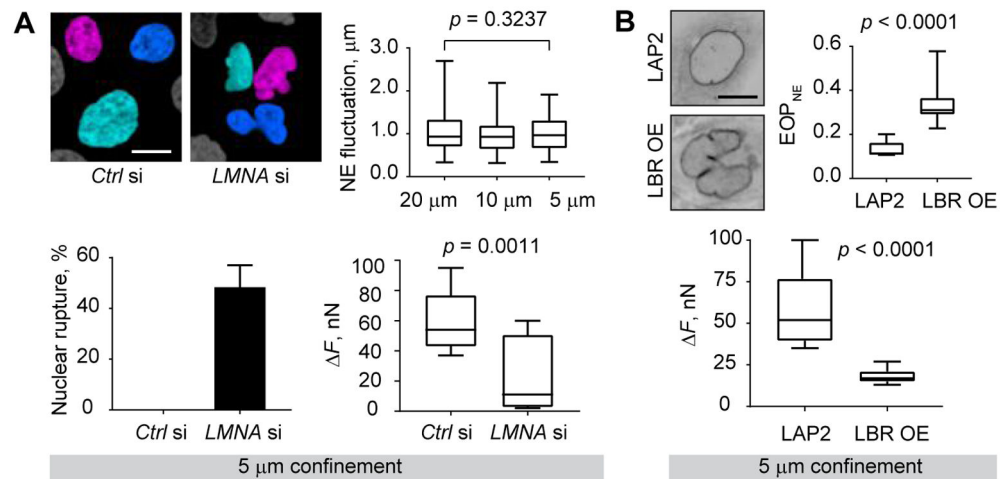 A
Ctrl si
LMNA si
p = 0.3237
NE fluctuation, μm
3.0
2.0
1.0
0.0
20 μm
10 μm
5 μm
Nuclear rupture, %
60
40
20
0
Ctrl si
LMNA si
p = 0.0011
ΔF, nN
100
80
60
40
20
0
Ctrl si
LMNA si
5 μm confinement
B
LAP2
LBR OE
p < 0.0001
EOPNE
0.6
0.3
0.0
LAP2
LBR OE
p < 0.0001
ΔF, nN
100
75
50
25
0
LAP2
LBR OE
5 μm confinement